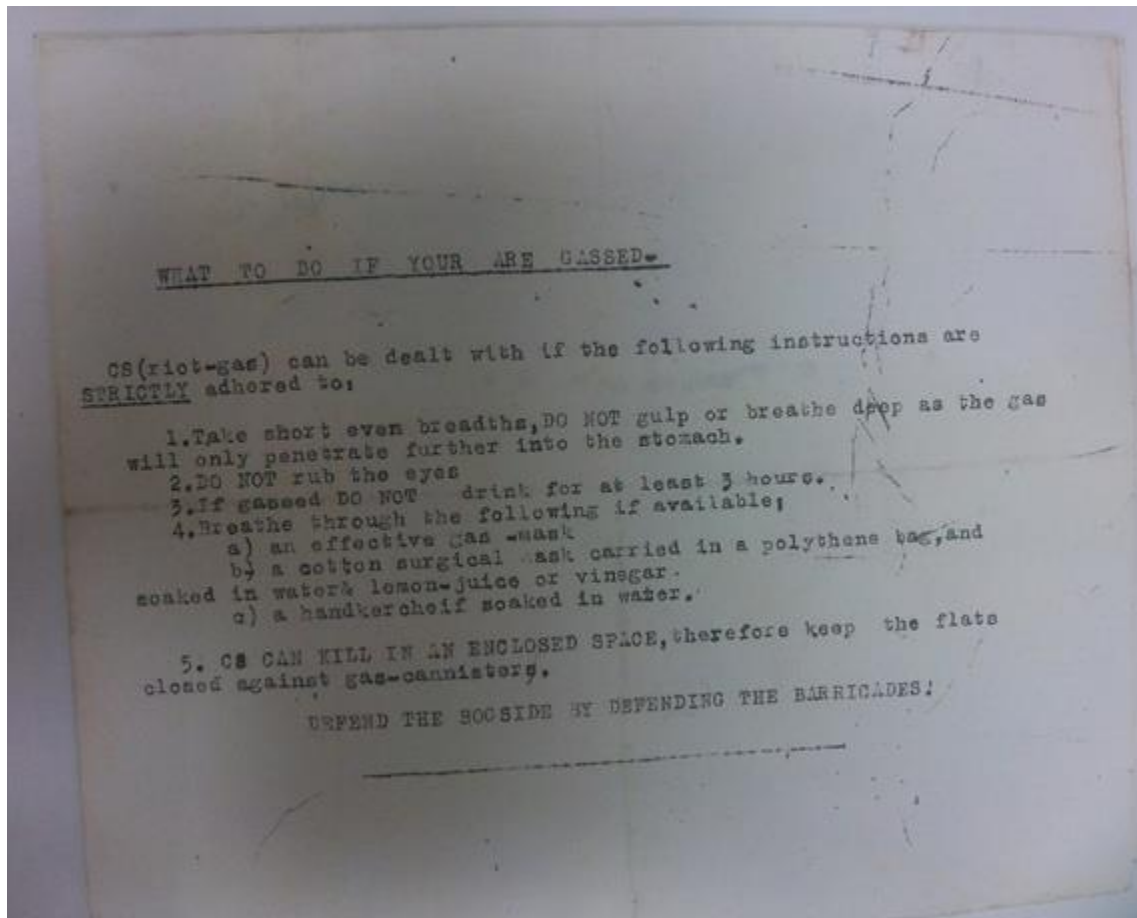 WHAT TO DO IF YOUR ARE GASSED.
CS(riot-gas) can be dealt with if the following instructions are
STRICTLY adhered to:
1.Take short even breadths,DO NOT gulp or breathe deep as the gas
will only penetrate further into the stomach.
2.DO NOT rub the eyes
3.If gassed DO NOT drink for at least 3 hours.
4.Breathe through the following if available;
a) an effective gas -mask
b) a cotton surgical ask carried in a polythene bag,and
soaked in water& lemon-juice or vinegar.
c) a handkercheif soaked in water.
5. CS CAN KILL IN AN ENCLOSED SPACE,therefore keep the flats
closed against gas-cannisters.
DEFEND THE BOGSIDE BY DEFENDING THE BARRICADES!